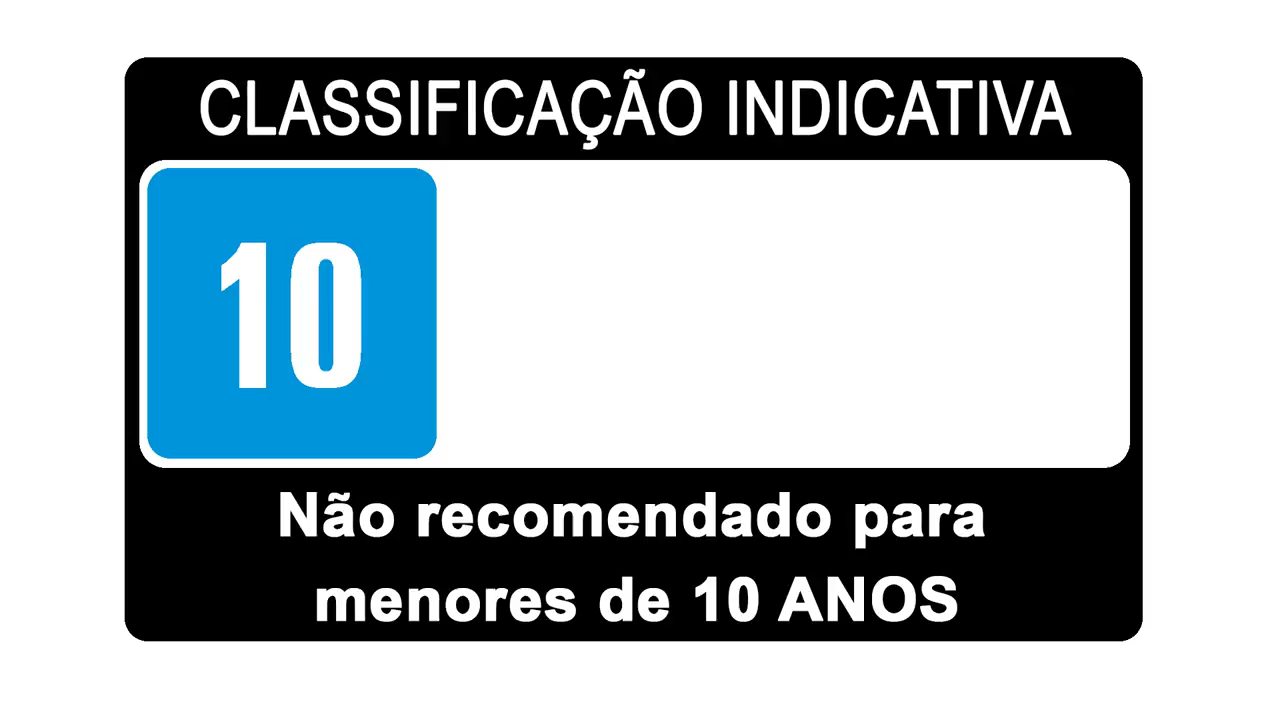 CLASSIFICAÇÃO INDICATIVA
10
Não recomendado para
menores de 10 ANOS